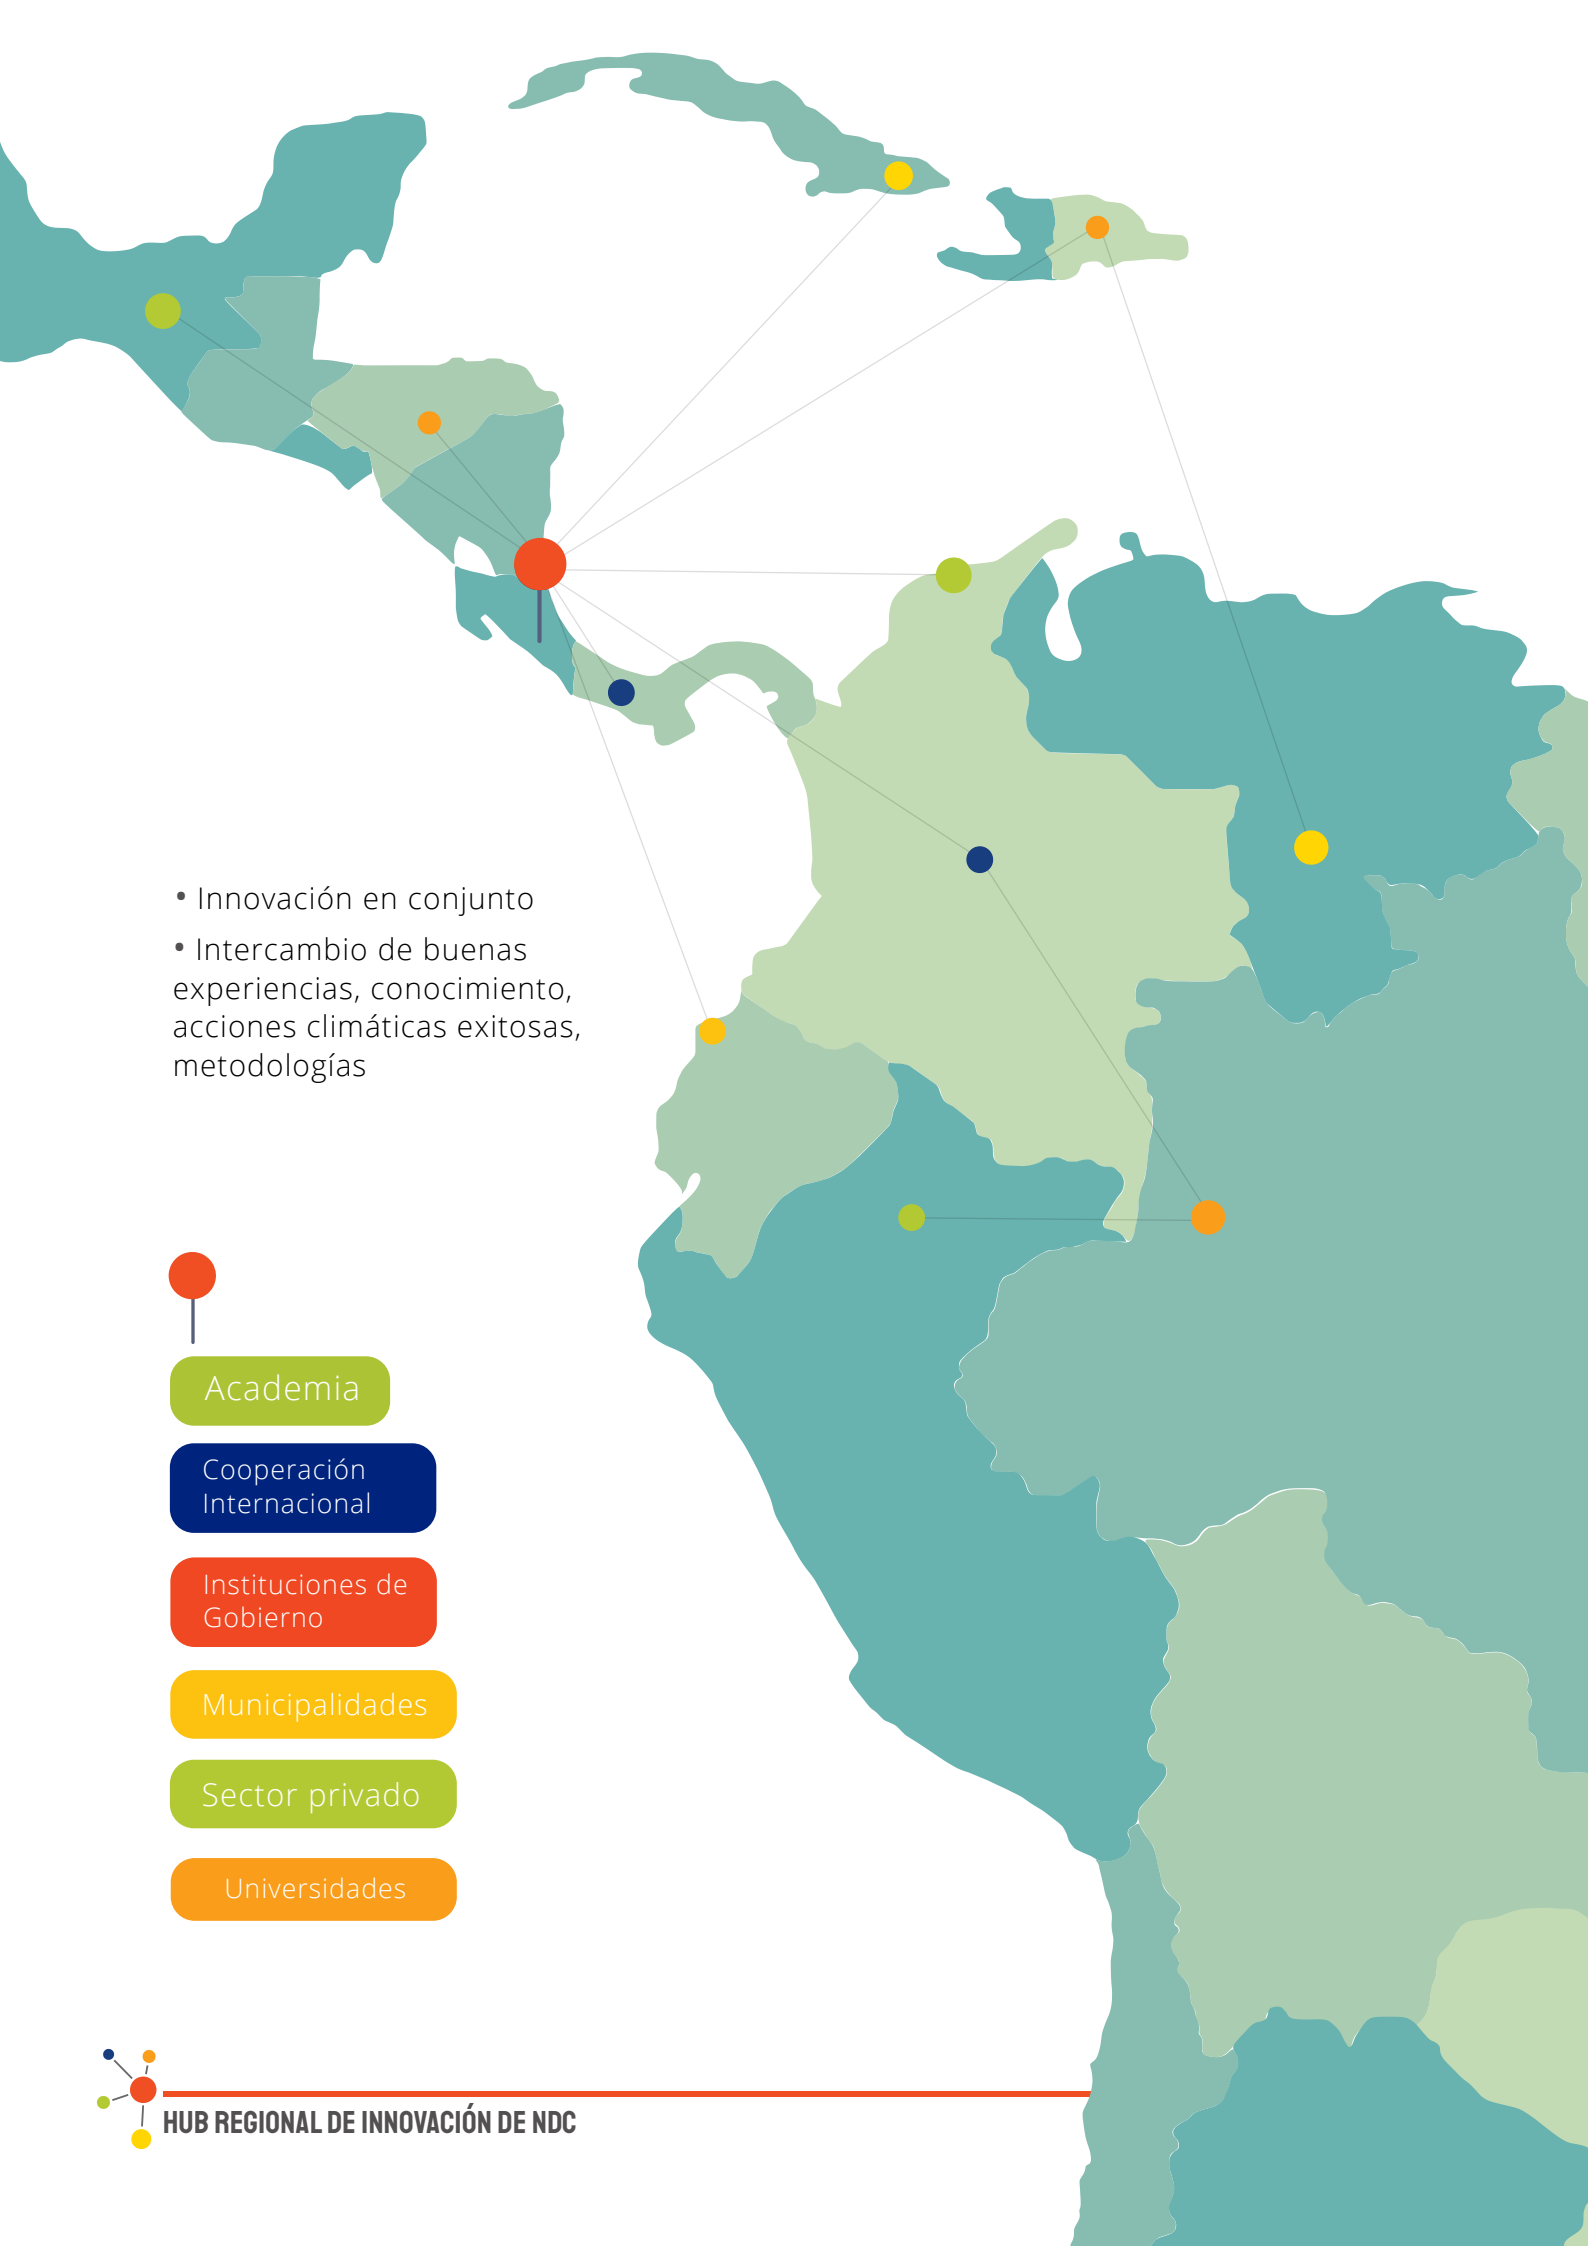 • Innovación en conjunto
• Intercambio de buenas
experiencias, conocimiento,
acciones climáticas exitosas,
metodologías
Academia
Cooperación
Internacional
Instituciones de
Gobierno
Municipalidades
Sector privado
Universidades
HUB REGIONAL DE INNOVACIÓN DE NDC